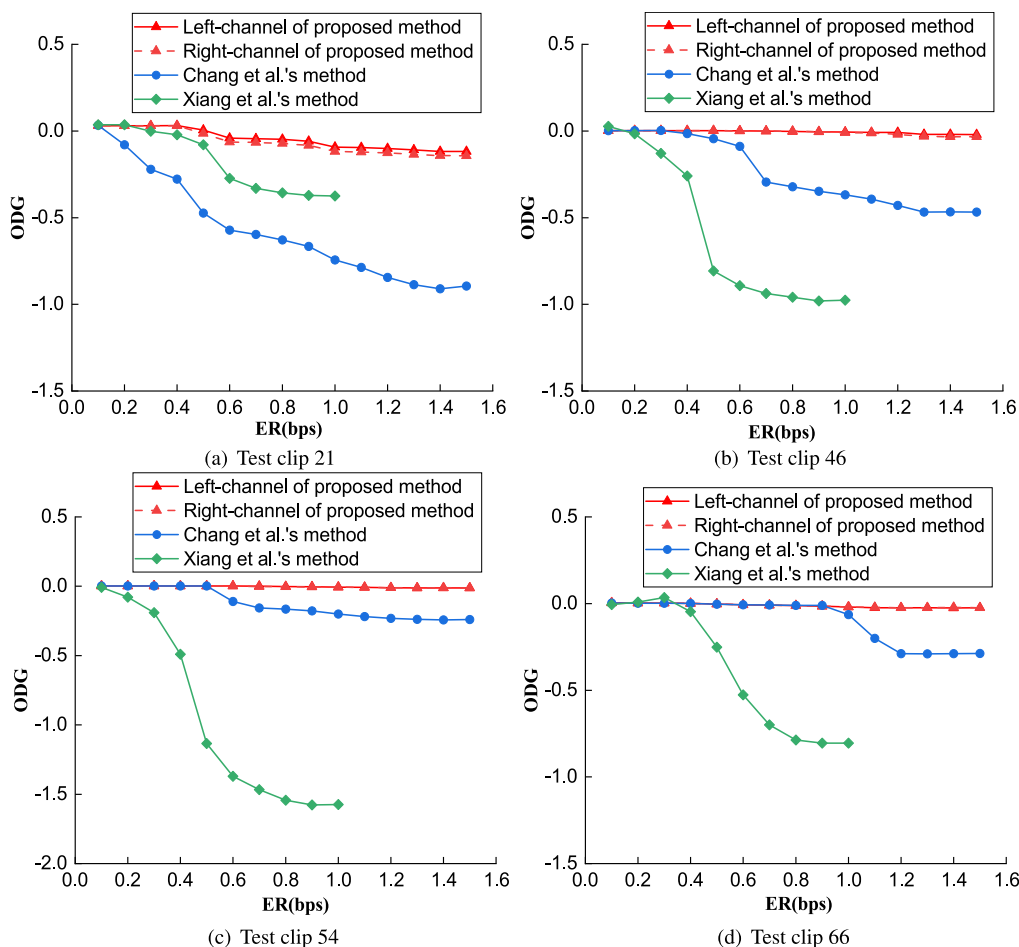 Left-channel of proposed method
Right-channel of proposed method
Chang et al.'s method
Xiang et al.'s method
0.5
0.0
-0.5
-1.0
-1.5
ODG
0.0 0.2 0.4 0.6 0.8 1.0 1.2 1.4 1.6
ER(bps)
(a) Test clip 21
Left-channel of proposed method
Right-channel of proposed method
Chang et al.'s method
Xiang et al.'s method
0.5
0.0
-0.5
-1.0
-1.5
ODG
0.0 0.2 0.4 0.6 0.8 1.0 1.2 1.4 1.6
ER(bps)
(b) Test clip 46
Left-channel of proposed method
Right-channel of proposed method
Chang et al.'s method
Xiang et al.'s method
0.5
0.0
-0.5
-1.0
-1.5
-2.0
ODG
0.0 0.2 0.4 0.6 0.8 1.0 1.2 1.4 1.6
ER(bps)
(c) Test clip 54
Left-channel of proposed method
Right-channel of proposed method
Chang et al.'s method
Xiang et al.'s method
0.5
0.0
-0.5
-1.0
-1.5
ODG
0.0 0.2 0.4 0.6 0.8 1.0 1.2 1.4 1.6
ER(bps)
(d) Test clip 66